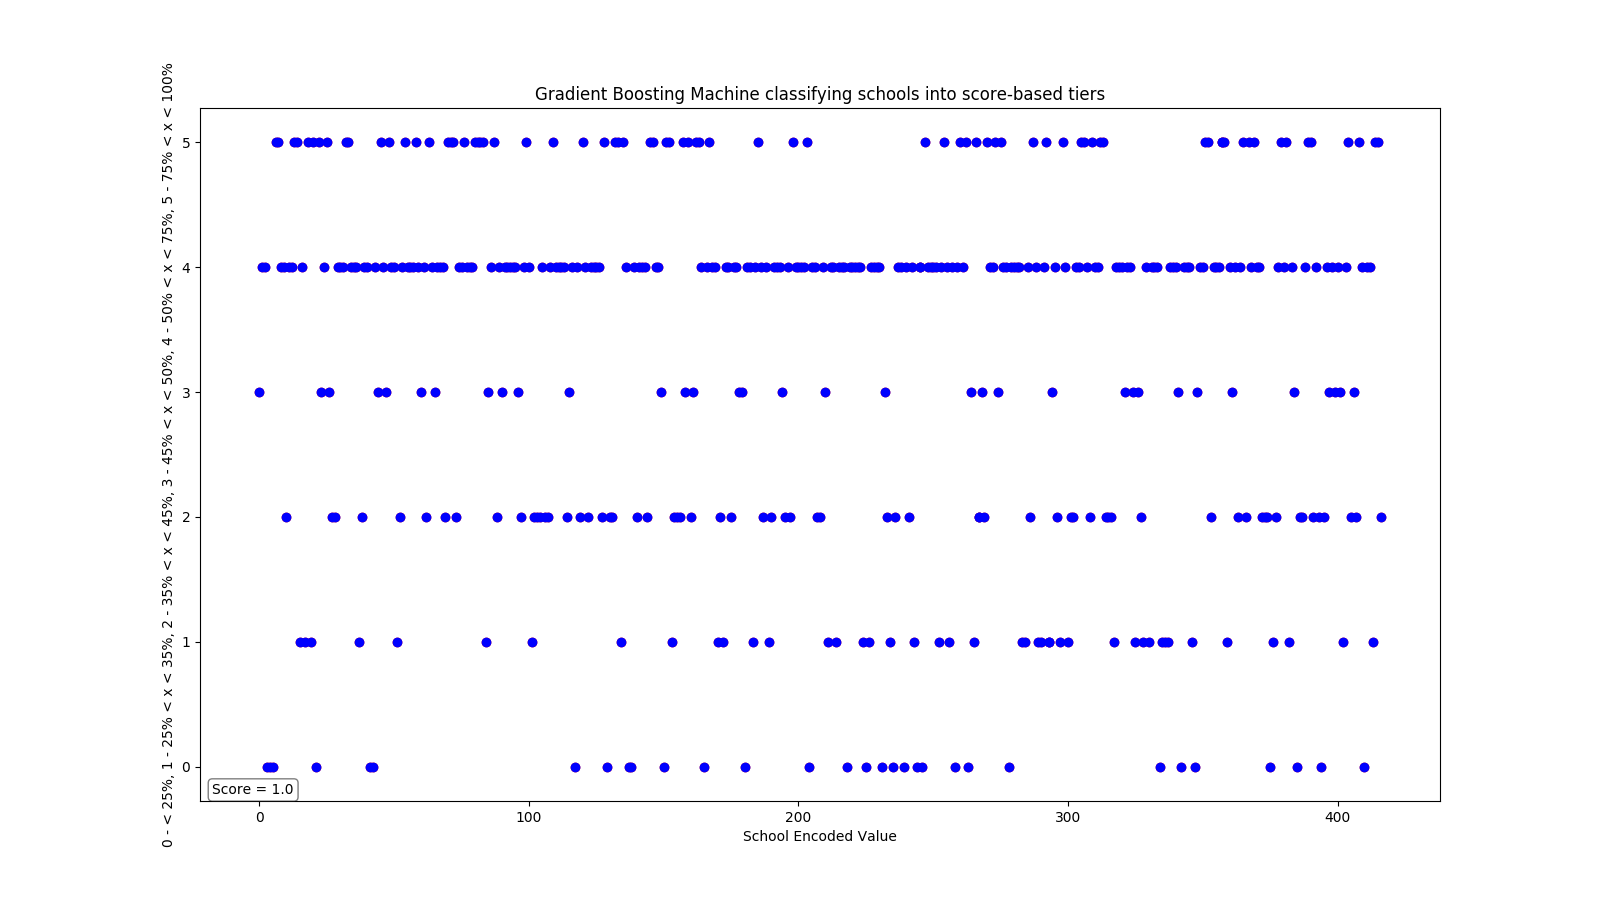 Gradient Boosting Machine classifying schools into score-based tiers
0 - < 25%, 1 - 25% < x < 35%, 2 - 35% < x < 45%, 3 - 45% < x < 50%, 4 - 50% < x < 75%, 5 - 75% < x < 100%
5
4
3
2
1
0
Score = 1.0
0 100 200 300 400
School Encoded Value